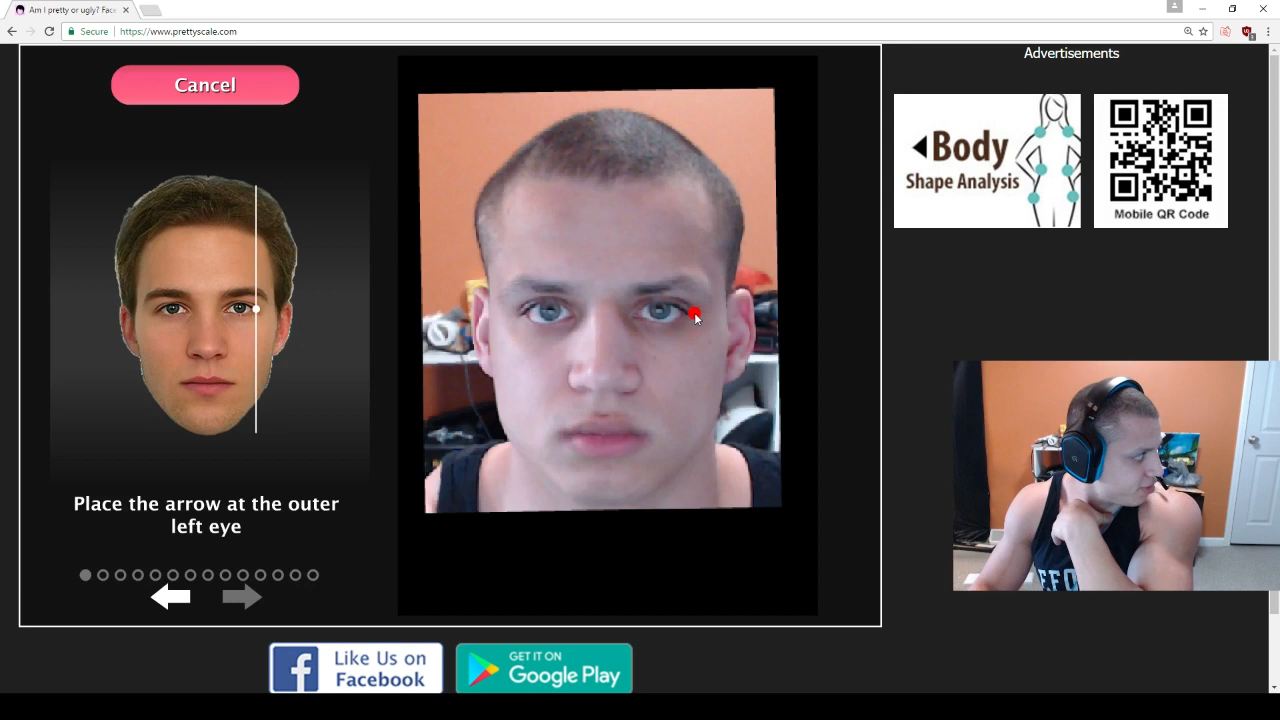 Am I pretty or ugly? Face
Secure
https://www.prettyscale.com
Cancel
Place the arrow at the outer
left eye
Advertisements
Body
Shape Analysis
Mobile QR Code
Like Us on
Facebook
GET IT ON
Google Play